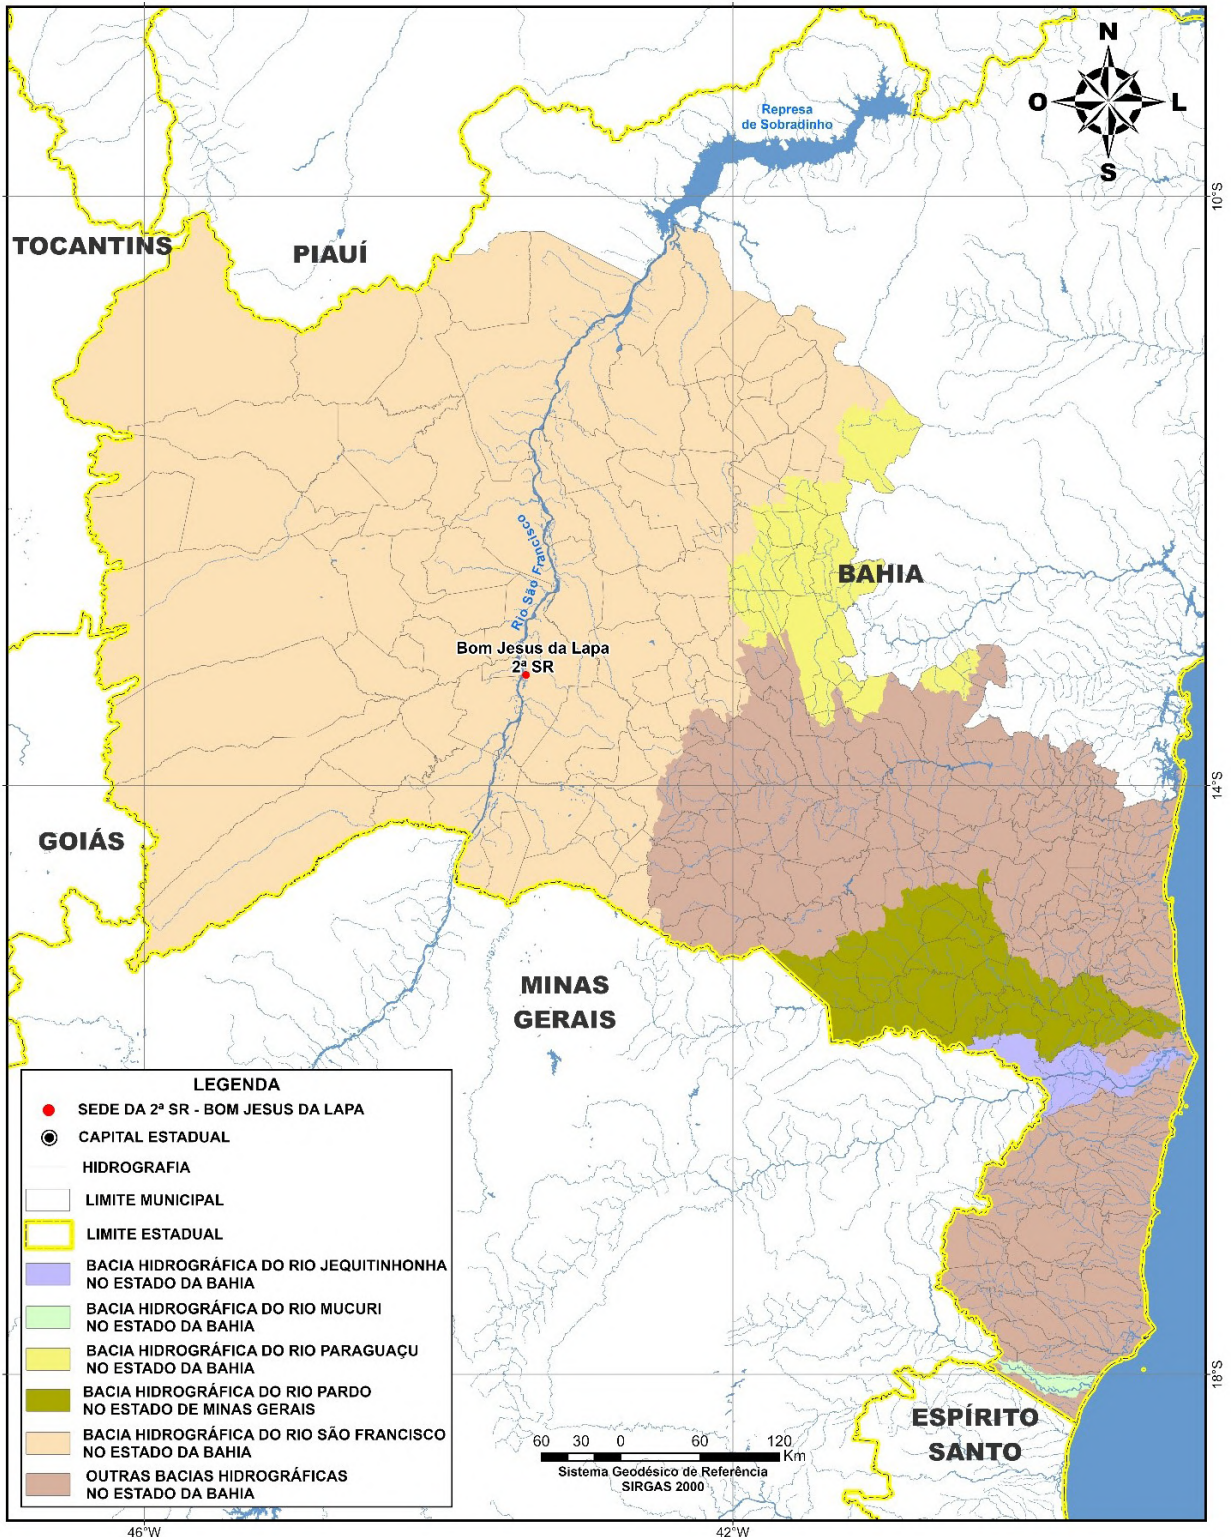 N
O
L
S
Represa
de Sobradinho
10°S
TOCANTINS
PIAUÍ
Rio São Francisco
BAHIA
Bom Jesus da Lapa
2ª SR
14°S
GOIÁS
MINAS
GERAIS
LEGENDA
SEDE DA 2ª SR - BOM JESUS DA LAPA
CAPITAL ESTADUAL
HIDROGRAFIA
LIMITE MUNICIPAL
LIMITE ESTADUAL
BACIA HIDROGRÁFICA DO RIO JEQUITINHONHA
NO ESTADO DA BAHIA
BACIA HIDROGRÁFICA DO RIO MUCURI
NO ESTADO DA BAHIA
BACIA HIDROGRÁFICA DO RIO PARAGUAÇU
NO ESTADO DA BAHIA
BACIA HIDROGRÁFICA DO RIO PARDO
NO ESTADO DE MINAS GERAIS
BACIA HIDROGRÁFICA DO RIO SÃO FRANCISCO
NO ESTADO DA BAHIA
OUTRAS BACIAS HIDROGRÁFICAS
NO ESTADO DA BAHIA
18°S
ESPÍRITO
SANTO
60 30 0 60 120
Km
Sistema Geodésico de Referência
SIRGAS 2000
46°W
42°W